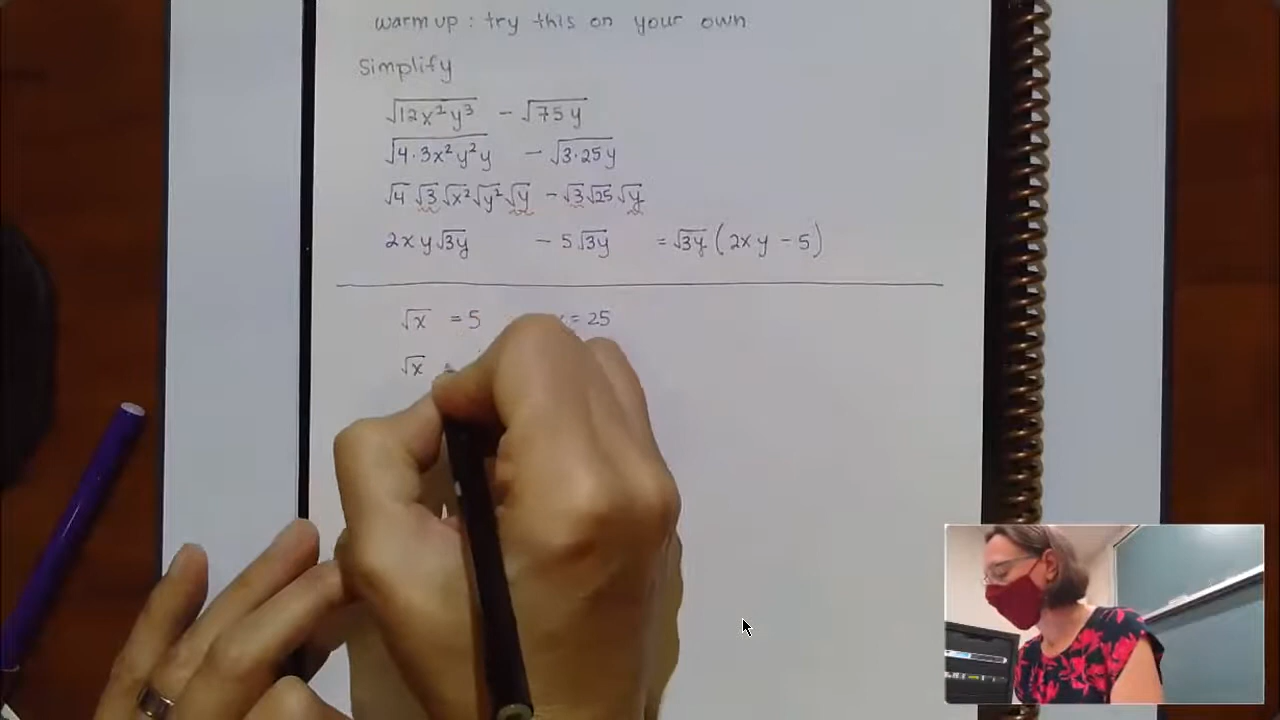 warm up : try this on your own
Simplify
√12x²y³ − √75y
√4·3x²y²y − √3·25y
√4 √3 √x² √y² √y − √3 √25 √y
2xy√3y − 5√3y = √3y (2xy − 5)
√x = 5 x = 25
√x